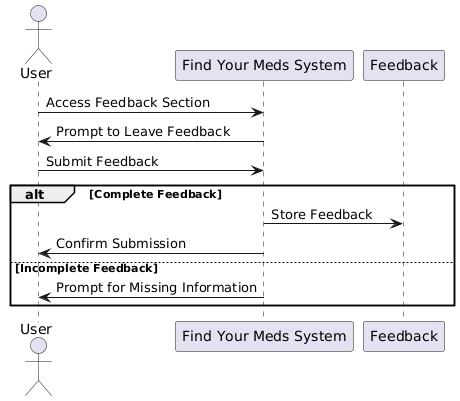 User
Find Your Meds System
Feedback
Access Feedback Section
Prompt to Leave Feedback
Submit Feedback
alt
[Complete Feedback]
Store Feedback
Confirm Submission
[Incomplete Feedback]
Prompt for Missing Information
User
Find Your Meds System
Feedback